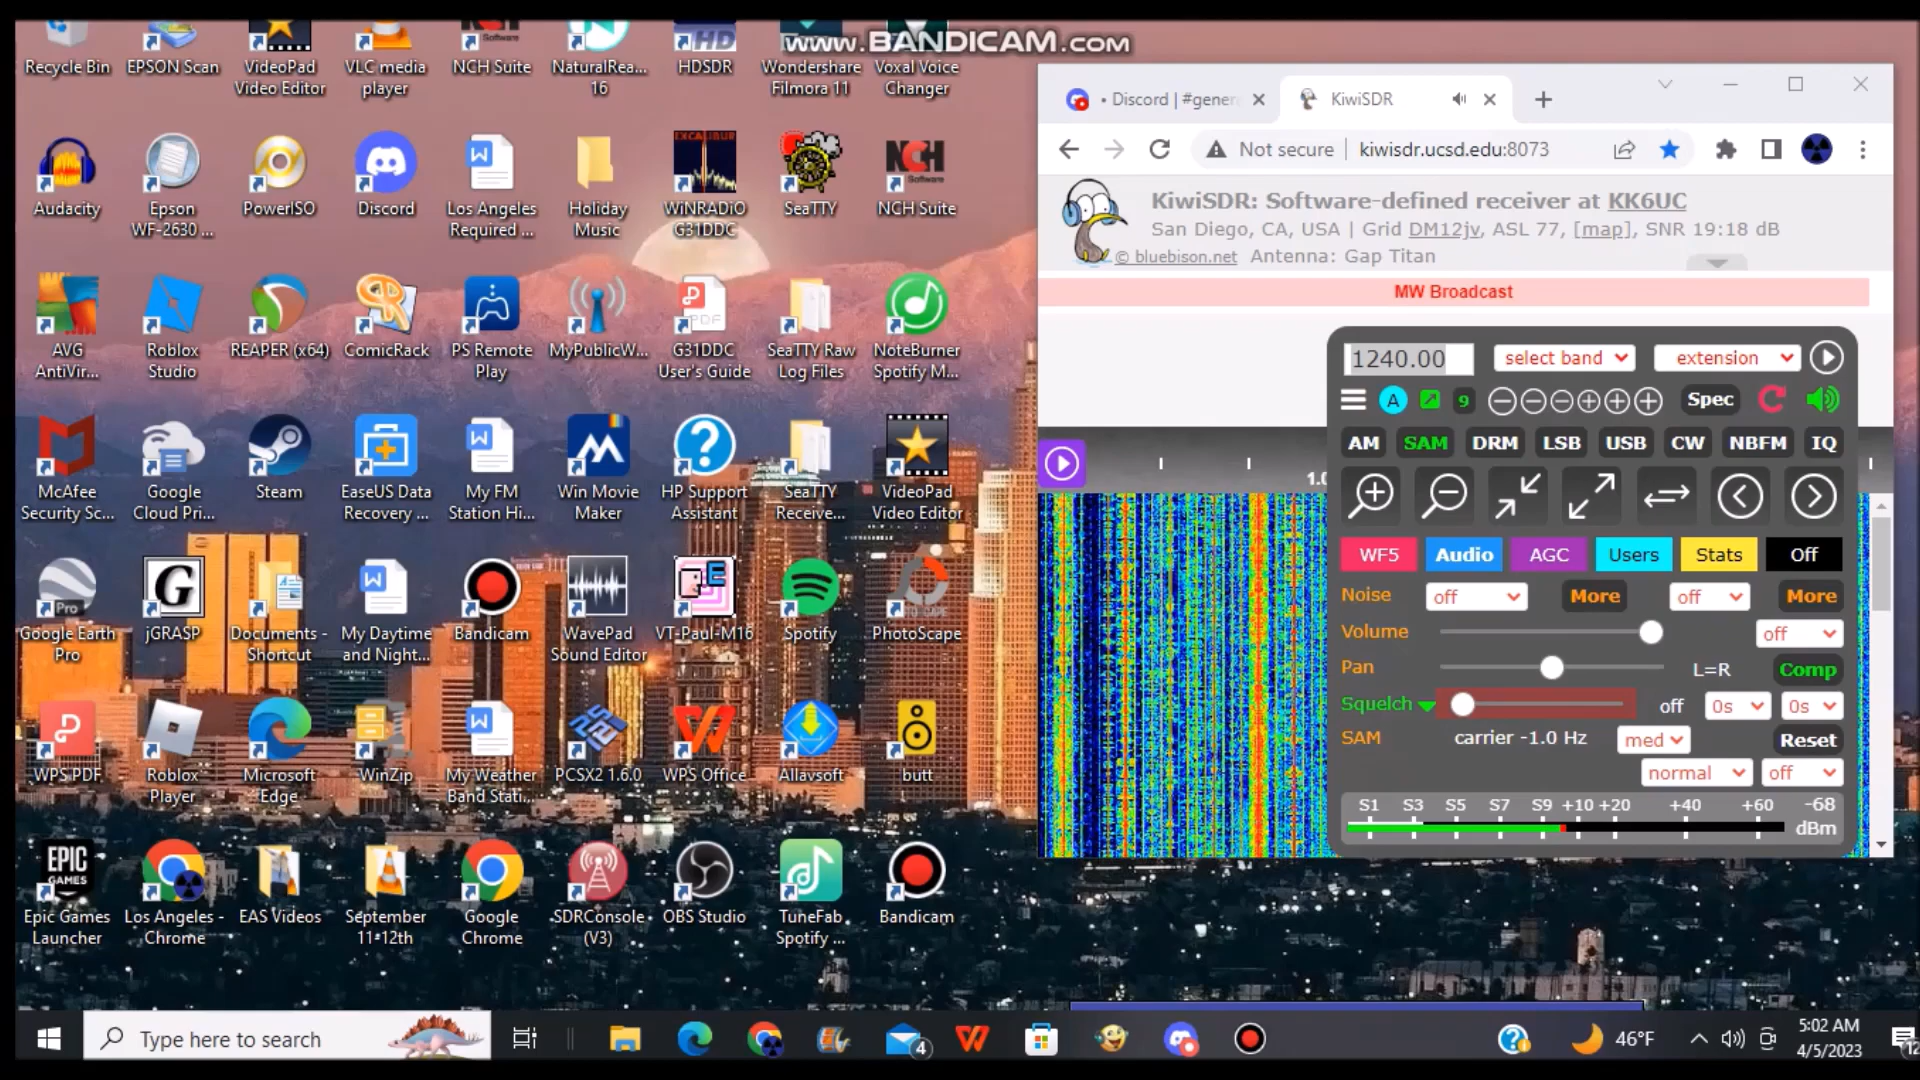 www.BANDICAM.com
Recycle Bin
EPSON Scan
VideoPad
Video Editor
VLC media
player
NCH Suite
NaturalRea...
16
HDSDR
Wondershare
Filmora 11
Voxal Voice
Changer
Audacity
Epson
WF-2630 ...
PowerISO
Discord
Los Angeles
Required ...
Holiday
Music
WiNRADiO
G31DDC
SeaTTY
NCH Suite
AVG
AntiVir...
Roblox
Studio
REAPER (x64)
ComicRack
PS Remote
Play
MyPublicW...
G31DDC
User's Guide
SeaTTY Raw
Log Files
NoteBurner
Spotify M...
McAfee
Security Sc...
Google
Cloud Pri...
Steam
EaseUS Data
Recovery ...
My FM
Station Hi...
Win Movie
Maker
HP Support
Assistant
SeaTTY
Receive...
VideoPad
Video Editor
Google Earth
Pro
jGRASP
Documents -
Shortcut
My Daytime
and Night...
Bandicam
WavePad
Sound Editor
VT-Paul-M16
Spotify
PhotoScape
WPS PDF
Roblox
Player
Microsoft
Edge
WinZip
My Weather
Band Stati...
PCSX2 1.6.0
WPS Office
Allavsoft
butt
Epic Games
Launcher
Los Angeles -
Chrome
EAS Videos
September
11-12th
Google
Chrome
SDRConsole
(V3)
OBS Studio
TuneFab
Spotify ...
Bandicam
• Discord | #gener
KiwiSDR
Not secure
kiwisdr.ucsd.edu:8073
KiwiSDR: Software-defined receiver at KK6UC
San Diego, CA, USA | Grid DM12jv, ASL 77, [map], SNR 19:18 dB
© bluebison.net Antenna: Gap Titan
MW Broadcast
1240.00 select band extension
A 9 Spec
AM SAM DRM LSB USB CW NBFM IQ
1.0
WF5 Audio AGC Users Stats Off
Noise off More off More
Volume off
Pan L=R Comp
Squelch off 0s 0s
SAM carrier -1.0 Hz med Reset
normal off
S1 S3 S5 S7 S9 +10 +20 +40 +60 -68
dBm
Type here to search
4
46°F
5:02 AM
4/5/2023